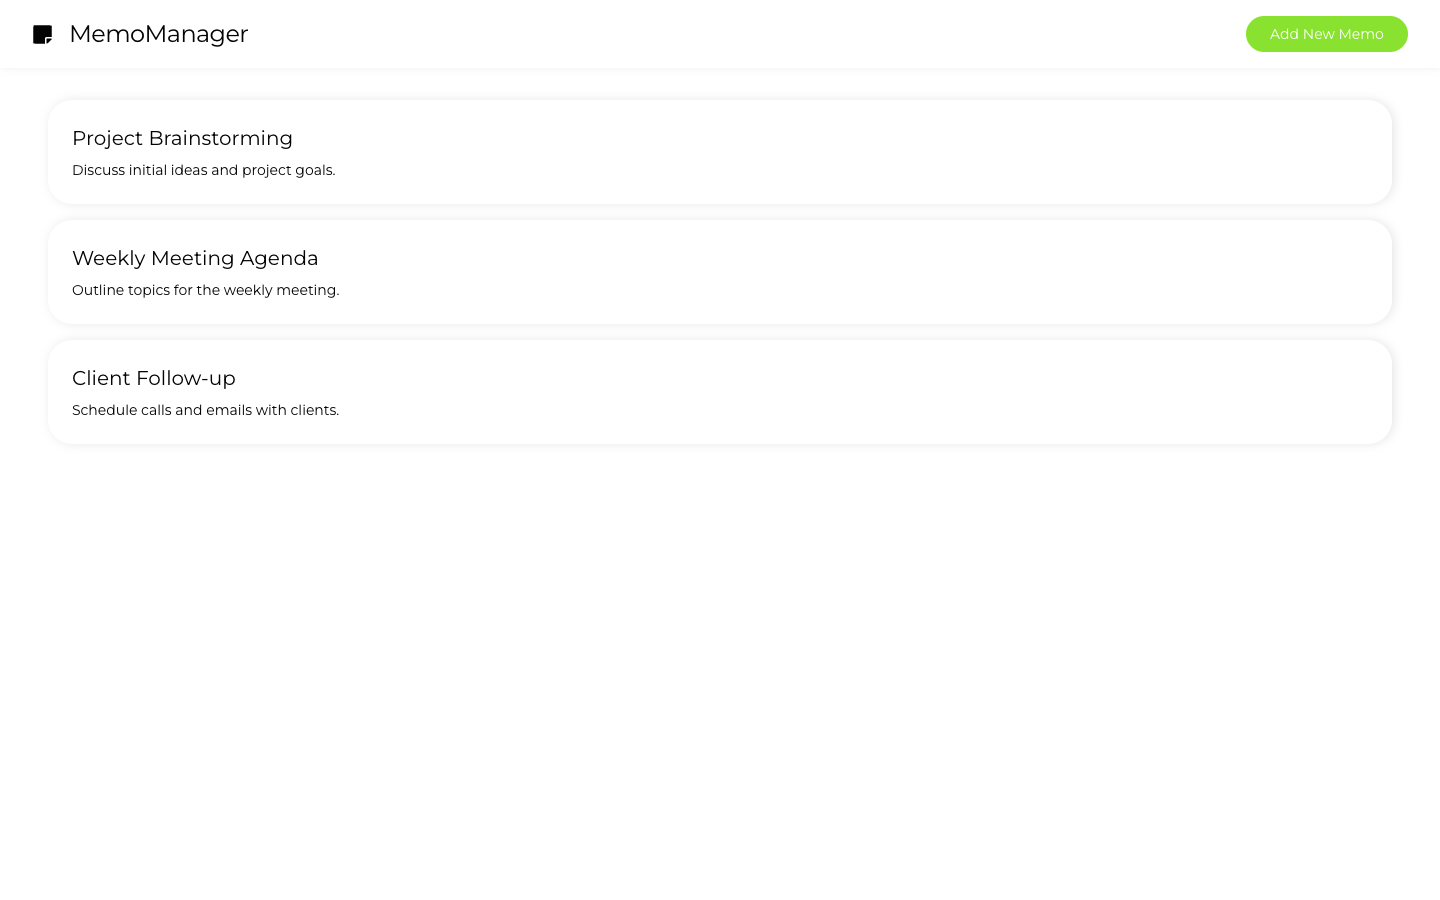 MemoManager
Add New Memo
Project Brainstorming
Discuss initial ideas and project goals.
Weekly Meeting Agenda
Outline topics for the weekly meeting.
Client Follow-up
Schedule calls and emails with clients.